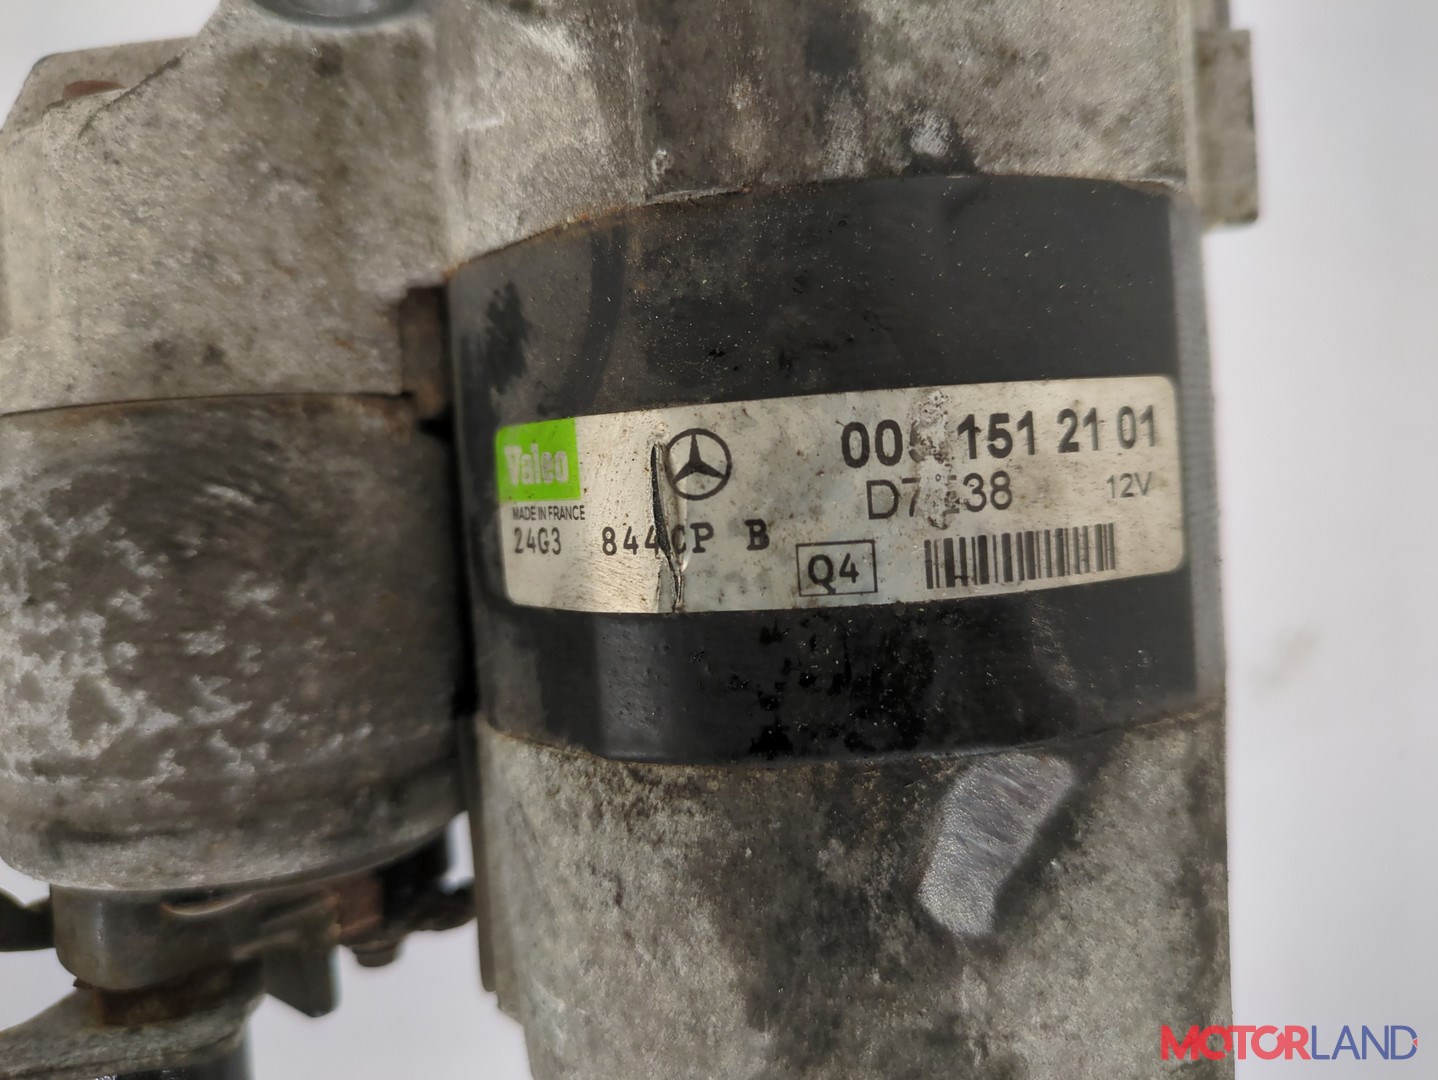 Valeo
MADE IN FRANCE
24G3 844CP B
151 21 01
12V
Q4
MOTORLAND